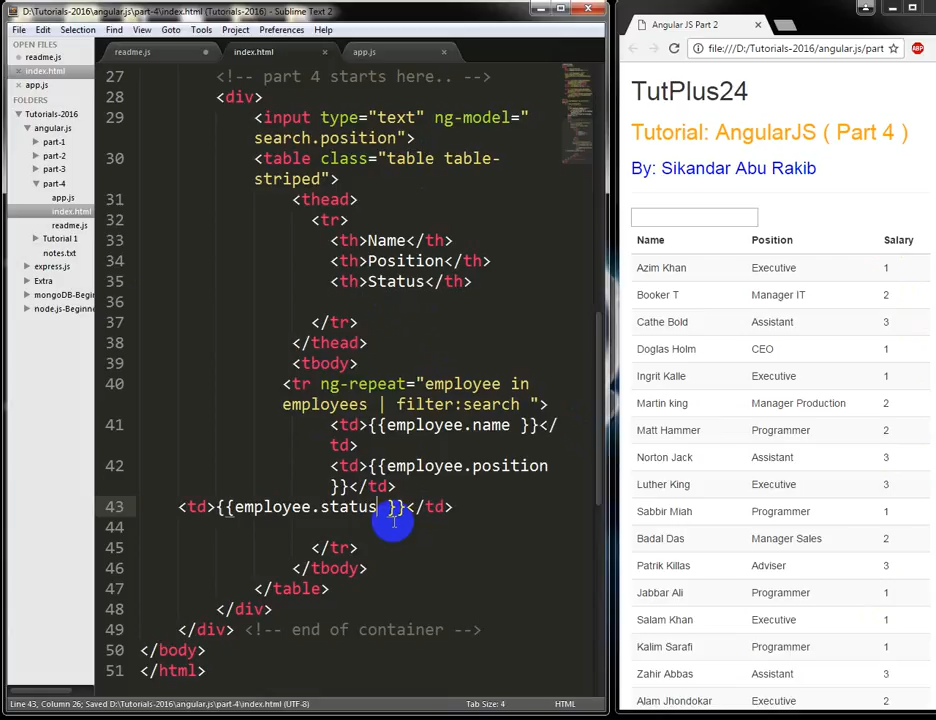 D:\Tutorials-2016\angular.js\part-4\index.html (Tutorials-2016) - Sublime Text 2
File Edit Selection Find View Goto Tools Project Preferences Help
OPEN FILES
readme.js
index.html
app.js
FOLDERS
Tutorials-2016
angular.js
part-1
part-2
part-3
part-4
app.js
index.html
readme.js
Tutorial 1
notes.txt
express.js
Extra
mongoDB-Begin
node.js-Beginne
readme.js index.html app.js
27 <!-- part 4 starts here.. -->
28 <div>
29 <input type="text" ng-model="
search.position">
30 <table class="table table-
striped">
31 <thead>
32 <tr>
33 <th>Name</th>
34 <th>Position</th>
35 <th>Status</th>
36
37 </tr>
38 </thead>
39 <tbody>
40 <tr ng-repeat="employee in
employees | filter:search ">
41 <td>{{employee.name }}</
td>
42 <td>{{employee.position
}}</td>
43 <td>{{employee.status }}</td>
44
45 </tr>
46 </tbody>
47 </table>
48 </div>
49 </div> <!-- end of container -->
50 </body>
51 </html>
Line 43, Column 26; Saved D:\Tutorials-2016\angular.js\part-4\index.html (UTF-8) Tab Size: 4 HTML
Angular JS Part 2
file:///D:/Tutorials-2016/angular.js/part
ABP
TutPlus24
Tutorial: AngularJS ( Part 4 )
By: Sikandar Abu Rakib
Name Position Salary
Azim Khan Executive 1
Booker T Manager IT 2
Cathe Bold Assistant 3
Doglas Holm CEO 1
Ingrit Kalle Executive 1
Martin king Manager Production 2
Matt Hammer Programmer 2
Norton Jack Assistant 3
Luther King Executive 3
Sabbir Miah Programmer 1
Badal Das Manager Sales 2
Patrik Killas Adviser 3
Jabbar Ali Programmer 1
Salam Khan Executive 1
Kalim Sarafi Programmer 1
Zahir Abbas Assistant 3
Alam Jhondokar Executive 2